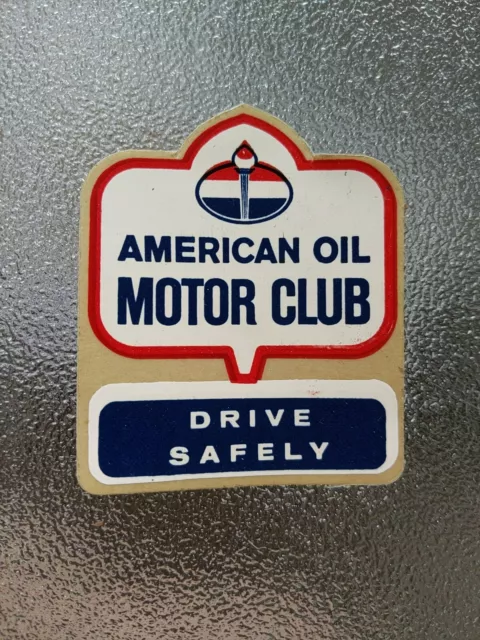 AMERICAN OIL
MOTOR CLUB
DRIVE
SAFELY